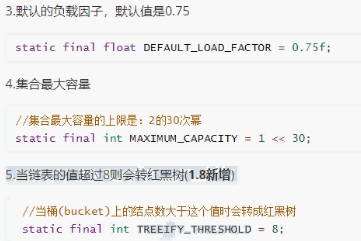 3.默认的负载因子，默认值是0.75
static final float DEFAULT_LOAD_FACTOR = 0.75f;
4.集合最大容量
//集合最大容量的上限是：2的30次幂
static final int MAXIMUM_CAPACITY = 1 << 30;
5.当链表的值超过8则会转红黑树(1.8新增)
//当桶(bucket)上的结点数大于这个值时会转成红黑树
static final int TREEIFY_THRESHOLD = 8;